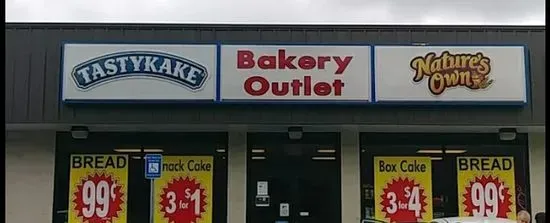 TASTYKAKE
Bakery
Outlet
Nature's
Own
BREAD
99¢
nack Cake
3 for $1
Box Cake
3 for $4
BREAD
99¢